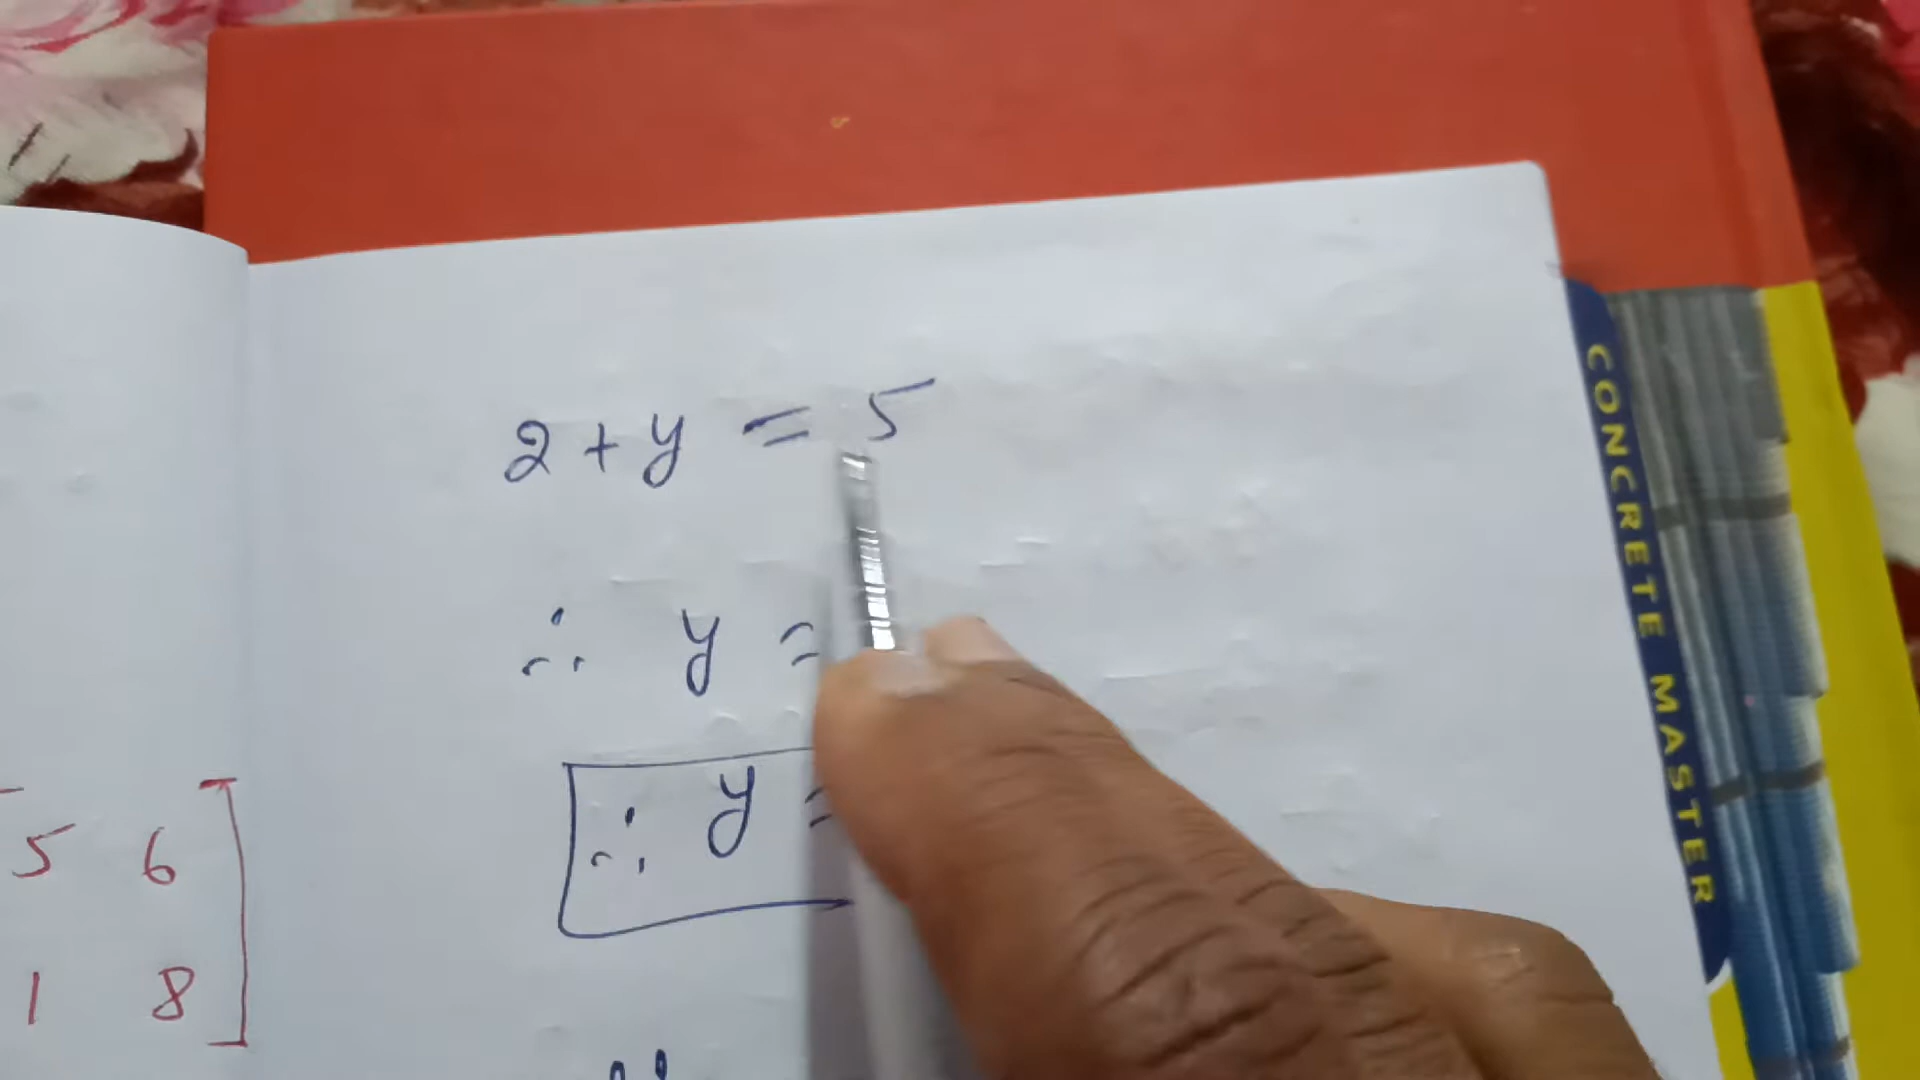 2 + y = 5
∴ y =
∴ y =
5 6
1 8
CONCRETE MASTER